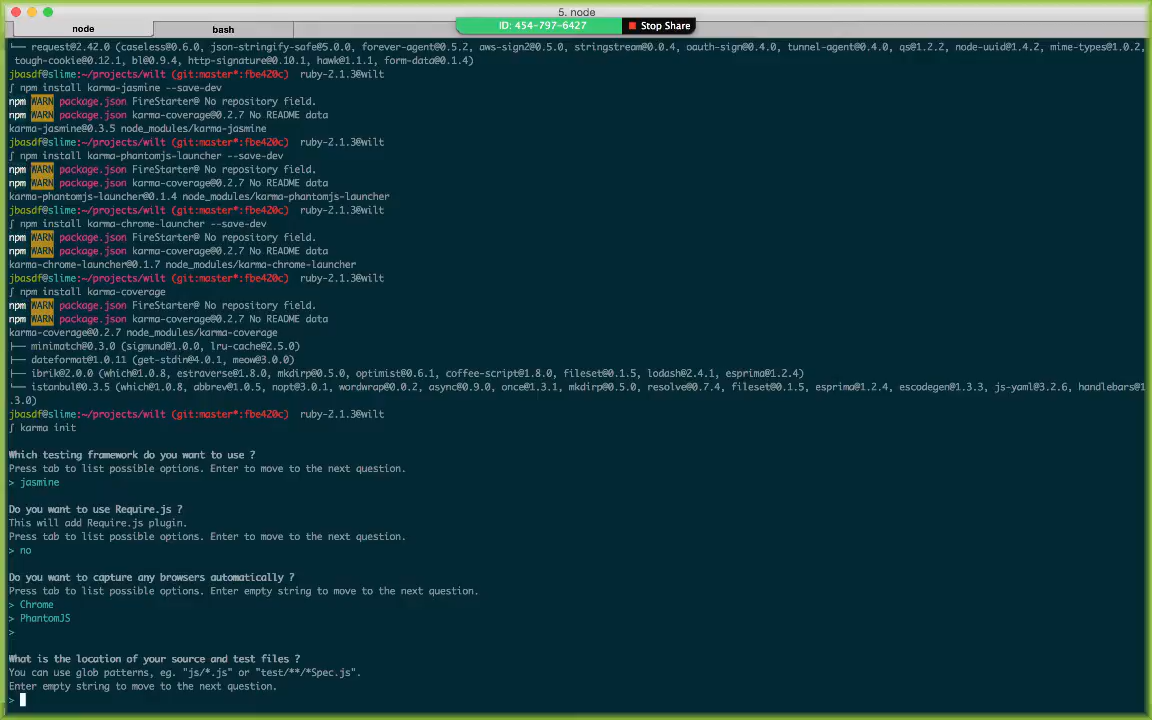 5. node
ID: 454-797-6427
Stop Share
node
bash
└── request@2.42.0 (caseless@0.6.0, json-stringify-safe@5.0.0, forever-agent@0.5.2, aws-sign2@0.5.0, stringstream@0.0.4, oauth-sign@0.4.0, tunnel-agent@0.4.0, qs@1.2.2, node-uuid@1.4.2, mime-types@1.0.2,
tough-cookie@0.12.1, bl@0.9.4, http-signature@0.10.1, hawk@1.1.1, form-data@0.1.4)
jbasdf@slime:~/projects/wilt (git:master*:fbe420c) ruby-2.1.3@wilt
∫ npm install karma-jasmine --save-dev
npm WARN package.json FireStarter@ No repository field.
npm WARN package.json karma-coverage@0.2.7 No README data
karma-jasmine@0.3.5 node_modules/karma-jasmine
jbasdf@slime:~/projects/wilt (git:master*:fbe420c) ruby-2.1.3@wilt
∫ npm install karma-phantomjs-launcher --save-dev
npm WARN package.json FireStarter@ No repository field.
npm WARN package.json karma-coverage@0.2.7 No README data
karma-phantomjs-launcher@0.1.4 node_modules/karma-phantomjs-launcher
jbasdf@slime:~/projects/wilt (git:master*:fbe420c) ruby-2.1.3@wilt
∫ npm install karma-chrome-launcher --save-dev
npm WARN package.json FireStarter@ No repository field.
npm WARN package.json karma-coverage@0.2.7 No README data
karma-chrome-launcher@0.1.7 node_modules/karma-chrome-launcher
jbasdf@slime:~/projects/wilt (git:master*:fbe420c) ruby-2.1.3@wilt
∫ npm install karma-coverage
npm WARN package.json FireStarter@ No repository field.
npm WARN package.json karma-coverage@0.2.7 No README data
karma-coverage@0.2.7 node_modules/karma-coverage
├── minimatch@0.3.0 (sigmund@1.0.0, lru-cache@2.5.0)
├── dateformat@1.0.11 (get-stdin@4.0.1, meow@3.0.0)
├── ibrik@2.0.0 (which@1.0.8, estraverse@1.8.0, mkdirp@0.5.0, optimist@0.6.1, coffee-script@1.8.0, fileset@0.1.5, lodash@2.4.1, esprima@1.2.4)
└── istanbul@0.3.5 (which@1.0.8, abbrev@1.0.5, nopt@3.0.1, wordwrap@0.0.2, async@0.9.0, once@1.3.1, mkdirp@0.5.0, resolve@0.7.4, fileset@0.1.5, esprima@1.2.4, escodegen@1.3.3, js-yaml@3.2.6, handlebars@1
.3.0)
jbasdf@slime:~/projects/wilt (git:master*:fbe420c) ruby-2.1.3@wilt
∫ karma init
Which testing framework do you want to use ?
Press tab to list possible options. Enter to move to the next question.
> jasmine
Do you want to use Require.js ?
This will add Require.js plugin.
Press tab to list possible options. Enter to move to the next question.
> no
Do you want to capture any browsers automatically ?
Press tab to list possible options. Enter empty string to move to the next question.
> Chrome
> PhantomJS
>
What is the location of your source and test files ?
You can use glob patterns, eg. "js/*.js" or "test/**/*Spec.js".
Enter empty string to move to the next question.
>